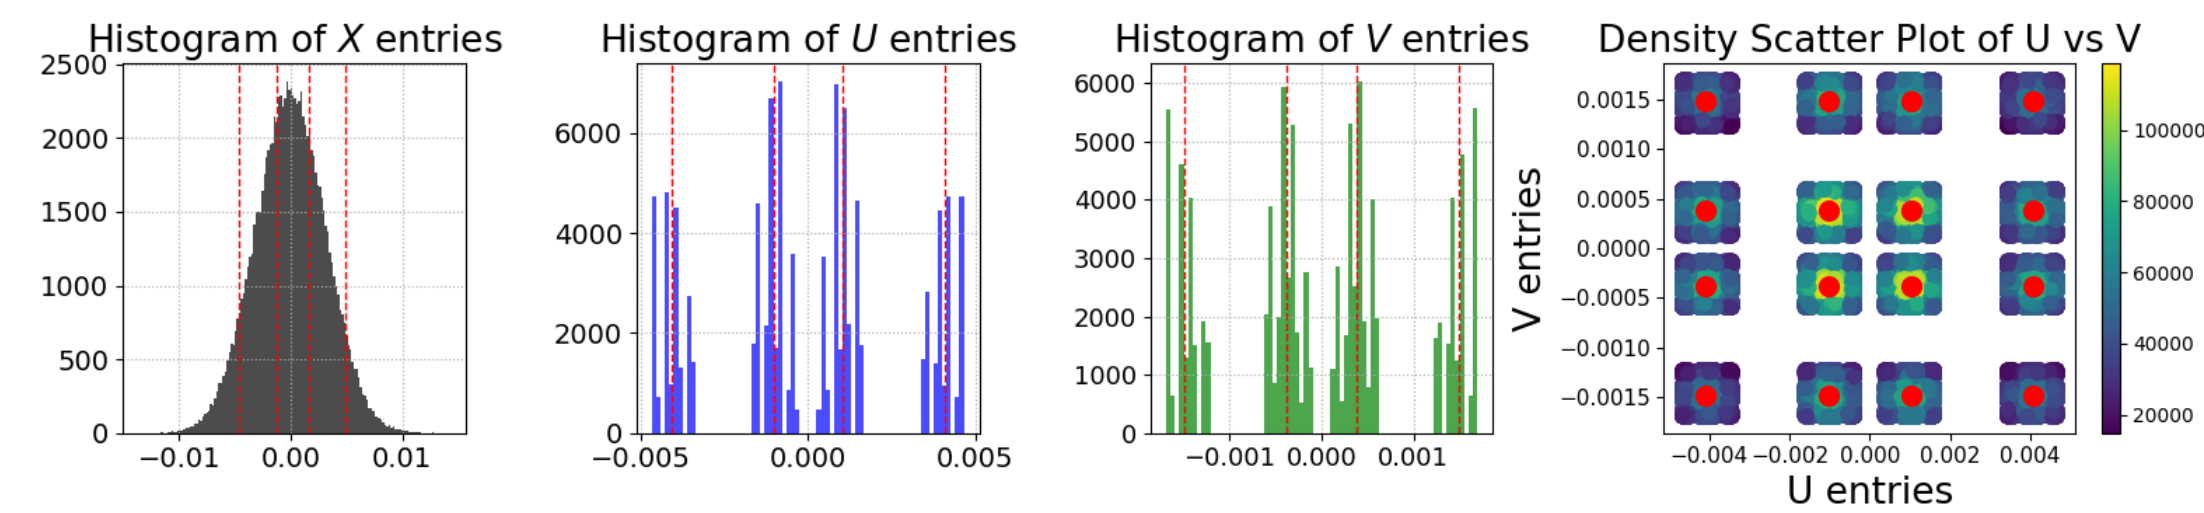 Histogram of X entries
2500
2000
1500
1000
500
0
−0.01 0.00 0.01
Histogram of U entries
6000
4000
2000
0
−0.005 0.000 0.005
Histogram of V entries
6000
5000
4000
3000
2000
1000
0
−0.001 0.000 0.001
Density Scatter Plot of U vs V
V entries
0.0015
0.0010
0.0005
0.0000
−0.0005
−0.0010
−0.0015
−0.004 −0.002 0.000 0.002 0.004
U entries
100000
80000
60000
40000
20000